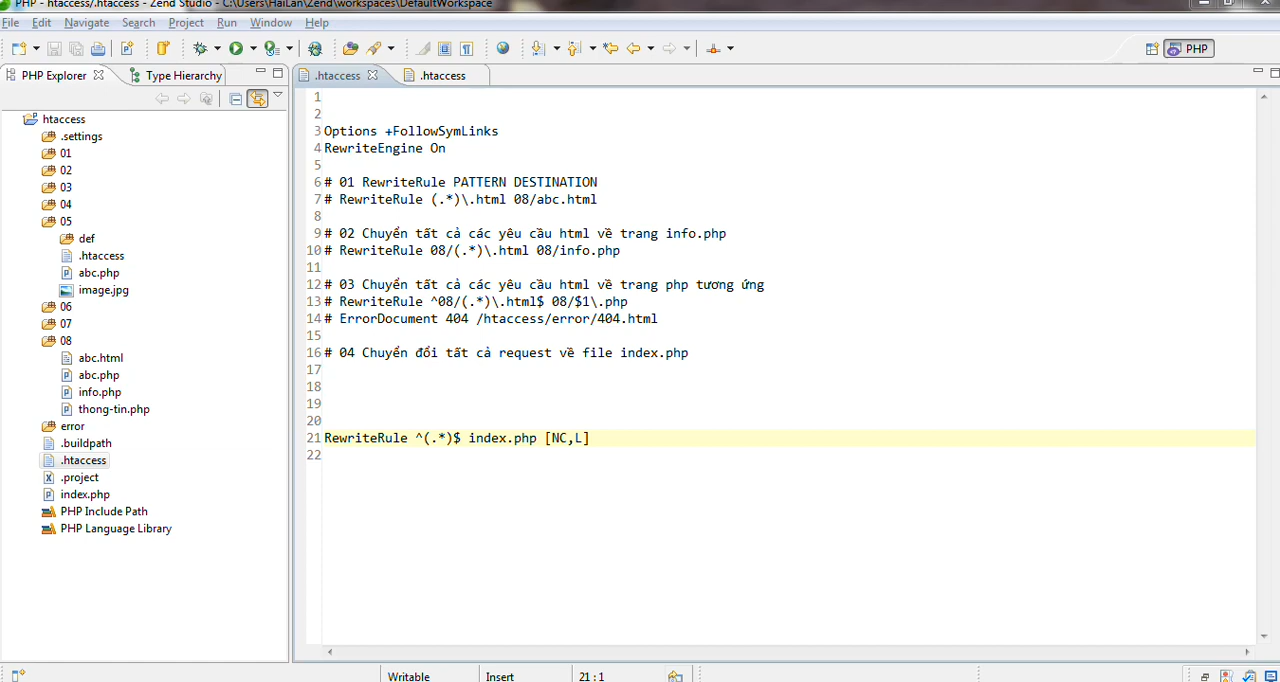 PHP - htaccess/.htaccess - Zend Studio - C:\Users\HaiLan\Zend\workspaces\DefaultWorkspace
File Edit Navigate Search Project Run Window Help
PHP
PHP Explorer
Type Hierarchy
.htaccess
.htaccess
htaccess
.settings
01
02
03
04
05
def
.htaccess
abc.php
image.jpg
06
07
08
abc.html
abc.php
info.php
thong-tin.php
error
.buildpath
.htaccess
.project
index.php
PHP Include Path
PHP Language Library
1
2
3 Options +FollowSymLinks
4 RewriteEngine On
5
6 # 01 RewriteRule PATTERN DESTINATION
7 # RewriteRule (.*)\.html 08/abc.html
8
9 # 02 Chuyển tất cả các yêu cầu html về trang info.php
10 # RewriteRule 08/(.*)\.html 08/info.php
11
12 # 03 Chuyển tất cả các yêu cầu html về trang php tương ứng
13 # RewriteRule ^08/(.*)\.html$ 08/$1\.php
14 # ErrorDocument 404 /htaccess/error/404.html
15
16 # 04 Chuyển đổi tất cả request về file index.php
17
18
19
20
21 RewriteRule ^(.*)$ index.php [NC,L]
22
Writable
Insert
21 : 1